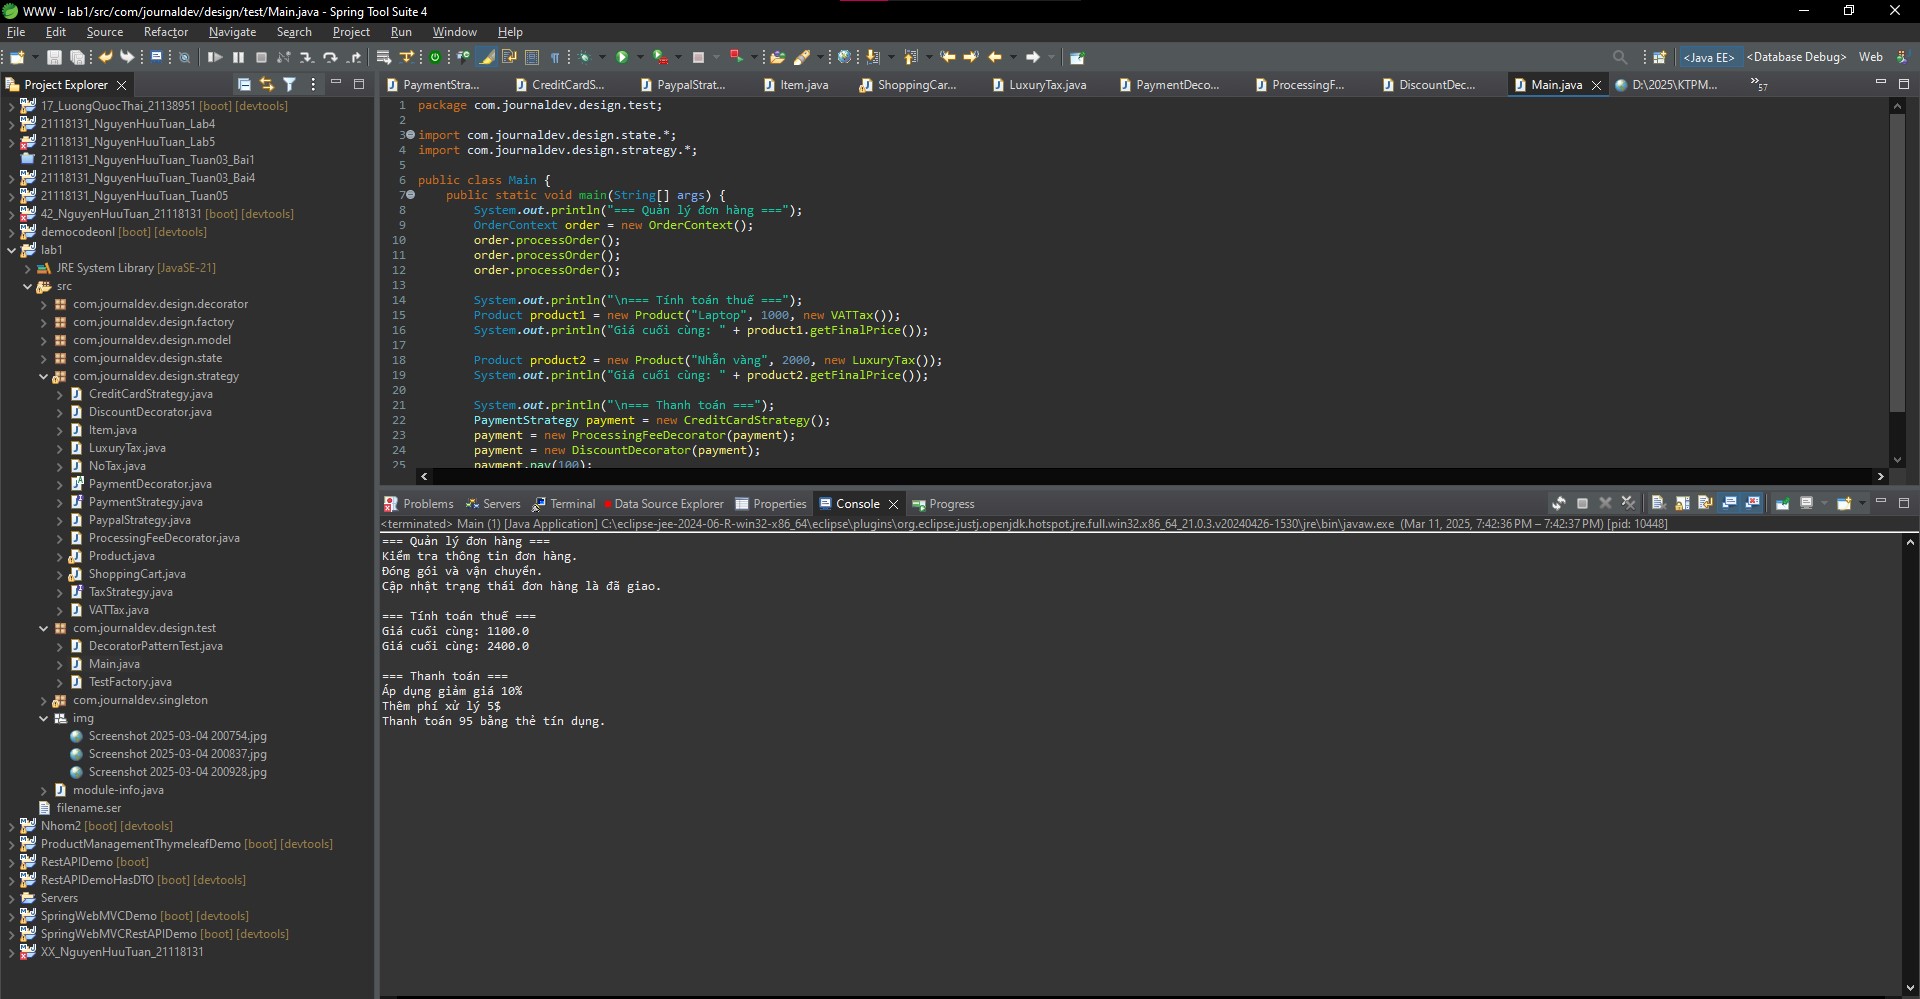 WWW - lab1/src/com/journaldev/design/test/Main.java - Spring Tool Suite 4
File Edit Source Refactor Navigate Search Project Run Window Help
<Java EE> <Database Debug> Web
Project Explorer
17_LuongQuocThai_21138951 [boot] [devtools]
21118131_NguyenHuuTuan_Lab4
21118131_NguyenHuuTuan_Lab5
21118131_NguyenHuuTuan_Tuan03_Bai1
21118131_NguyenHuuTuan_Tuan03_Bai4
21118131_NguyenHuuTuan_Tuan05
42_NguyenHuuTuan_21118131 [boot] [devtools]
democodeonl [boot] [devtools]
lab1
JRE System Library [JavaSE-21]
src
com.journaldev.design.decorator
com.journaldev.design.factory
com.journaldev.design.model
com.journaldev.design.state
com.journaldev.design.strategy
CreditCardStrategy.java
DiscountDecorator.java
Item.java
LuxuryTax.java
NoTax.java
PaymentDecorator.java
PaymentStrategy.java
PaypalStrategy.java
ProcessingFeeDecorator.java
Product.java
ShoppingCart.java
TaxStrategy.java
VATTax.java
com.journaldev.design.test
DecoratorPatternTest.java
Main.java
TestFactory.java
com.journaldev.singleton
img
Screenshot 2025-03-04 200754.jpg
Screenshot 2025-03-04 200837.jpg
Screenshot 2025-03-04 200928.jpg
module-info.java
filename.ser
Nhom2 [boot] [devtools]
ProductManagementThymeleafDemo [boot] [devtools]
RestAPIDemo [boot]
RestAPIDemoHasDTO [boot] [devtools]
Servers
SpringWebMVCDemo [boot] [devtools]
SpringWebMVCRestAPIDemo [boot] [devtools]
XX_NguyenHuuTuan_21118131
PaymentStra... CreditCardS... PaypalStrat... Item.java ShoppingCar... LuxuryTax.java PaymentDeco... ProcessingF... DiscountDec... Main.java D:\2025\KTPM... »57
1 package com.journaldev.design.test;
2
3 import com.journaldev.design.state.*;
4 import com.journaldev.design.strategy.*;
5
6 public class Main {
7 public static void main(String[] args) {
8 System.out.println("=== Quản lý đơn hàng ===");
9 OrderContext order = new OrderContext();
10 order.processOrder();
11 order.processOrder();
12 order.processOrder();
13
14 System.out.println("\n=== Tính toán thuế ===");
15 Product product1 = new Product("Laptop", 1000, new VATTax());
16 System.out.println("Giá cuối cùng: " + product1.getFinalPrice());
17
18 Product product2 = new Product("Nhẫn vàng", 2000, new LuxuryTax());
19 System.out.println("Giá cuối cùng: " + product2.getFinalPrice());
20
21 System.out.println("\n=== Thanh toán ===");
22 PaymentStrategy payment = new CreditCardStrategy();
23 payment = new ProcessingFeeDecorator(payment);
24 payment = new DiscountDecorator(payment);
25 payment.pay(100);
Problems Servers Terminal Data Source Explorer Properties Console Progress
<terminated> Main (1) [Java Application] C:\eclipse-jee-2024-06-R-win32-x86_64\eclipse\plugins\org.eclipse.justj.openjdk.hotspot.jre.full.win32.x86_64_21.0.3.v20240426-1530\jre\bin\javaw.exe (Mar 11, 2025, 7:42:36 PM – 7:42:37 PM) [pid: 10448]
=== Quản lý đơn hàng ===
Kiểm tra thông tin đơn hàng.
Đóng gói và vận chuyển.
Cập nhật trạng thái đơn hàng là đã giao.
=== Tính toán thuế ===
Giá cuối cùng: 1100.0
Giá cuối cùng: 2400.0
=== Thanh toán ===
Áp dụng giảm giá 10%
Thêm phí xử lý 5$
Thanh toán 95 bằng thẻ tín dụng.